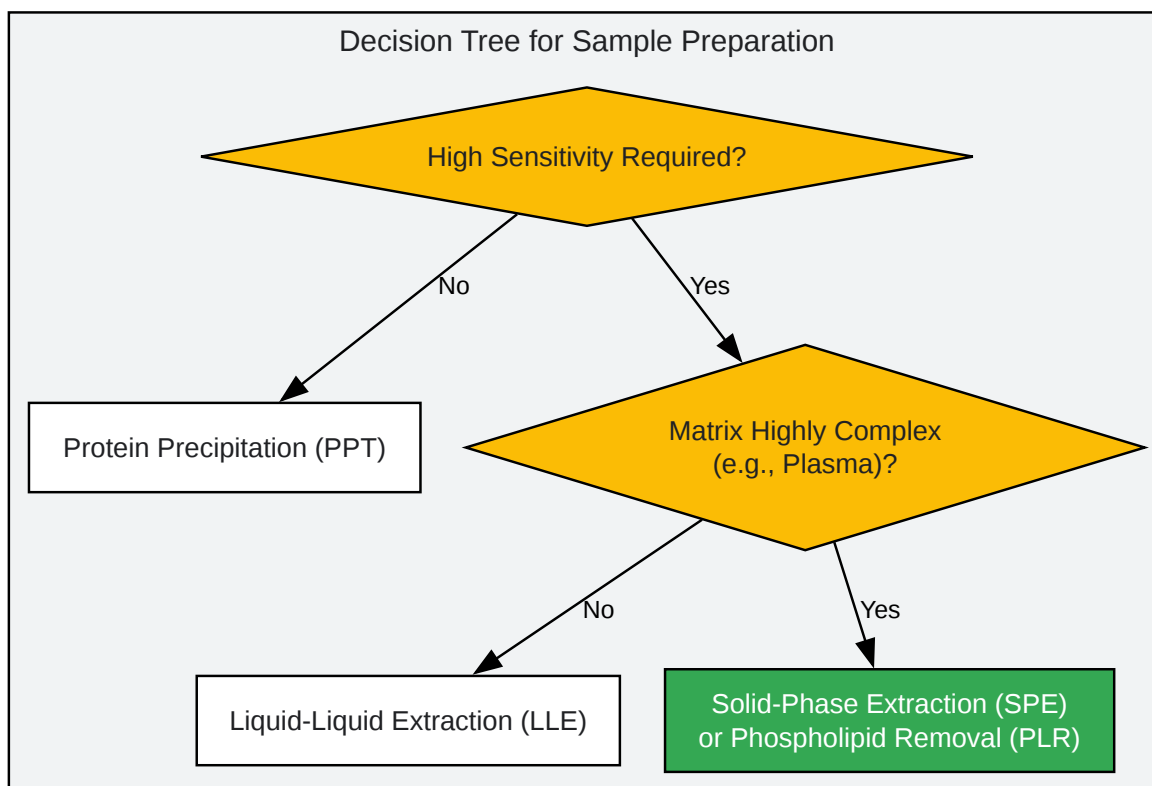 Decision Tree for Sample Preparation
High Sensitivity Required?
No
Yes
Protein Precipitation (PPT)
Matrix Highly Complex
(e.g., Plasma)?
No
Yes
Liquid-Liquid Extraction (LLE)
Solid-Phase Extraction (SPE)
or Phospholipid Removal (PLR)